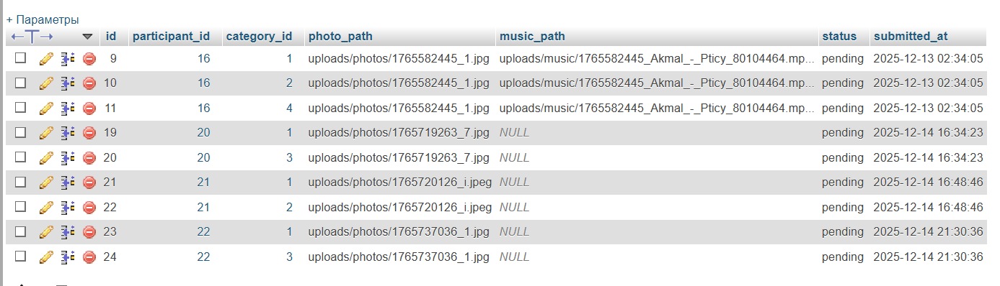 + Параметры
id participant_id category_id photo_path music_path status submitted_at
9 16 1 uploads/photos/1765582445_1.jpg uploads/music/1765582445_Akmal_-_Pticy_80104464.mp... pending 2025-12-13 02:34:05
10 16 2 uploads/photos/1765582445_1.jpg uploads/music/1765582445_Akmal_-_Pticy_80104464.mp... pending 2025-12-13 02:34:05
11 16 4 uploads/photos/1765582445_1.jpg uploads/music/1765582445_Akmal_-_Pticy_80104464.mp... pending 2025-12-13 02:34:05
19 20 1 uploads/photos/1765719263_7.jpg NULL pending 2025-12-14 16:34:23
20 20 3 uploads/photos/1765719263_7.jpg NULL pending 2025-12-14 16:34:23
21 21 1 uploads/photos/1765720126_i.jpeg NULL pending 2025-12-14 16:48:46
22 21 2 uploads/photos/1765720126_i.jpeg NULL pending 2025-12-14 16:48:46
23 22 1 uploads/photos/1765737036_1.jpg NULL pending 2025-12-14 21:30:36
24 22 3 uploads/photos/1765737036_1.jpg NULL pending 2025-12-14 21:30:36